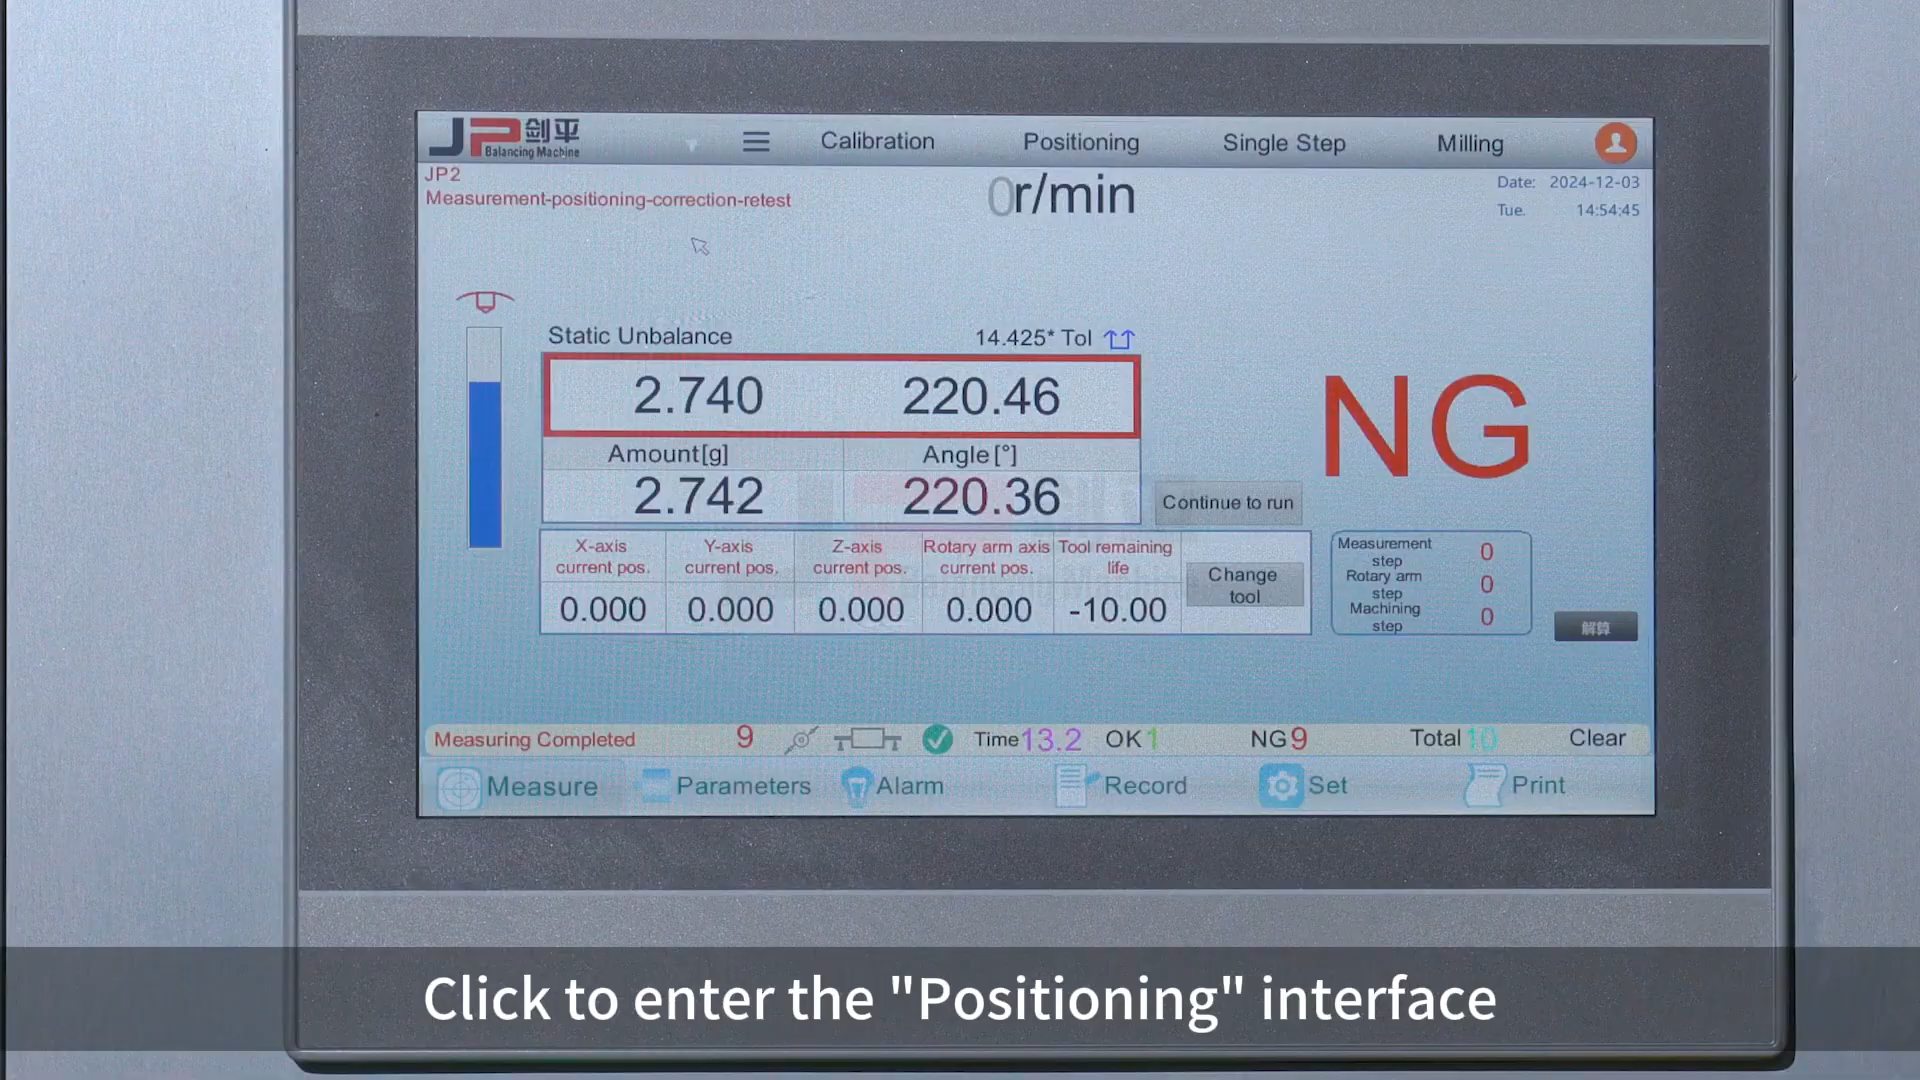 JP 剑平
Balancing Machine
Calibration
Positioning
Single Step
Milling
JP2
Measurement-positioning-correction-retest
0r/min
Date: 2024-12-03
Tue. 14:54:45
Static Unbalance
14.425* Tol
2.740 220.46
Amount[g] Angle[°]
2.742 220.36
Continue to run
NG
X-axis current pos.
Y-axis current pos.
Z-axis current pos.
Rotary arm axis current pos.
Tool remaining life
0.000 0.000 0.000 0.000 -10.00
Change
tool
Measurement
step 0
Rotary arm
step 0
Machining
step 0
解算
Measuring Completed 9 Time 13.2 OK 1 NG 9 Total 10 Clear
Measure Parameters Alarm Record Set Print
Click to enter the "Positioning" interface